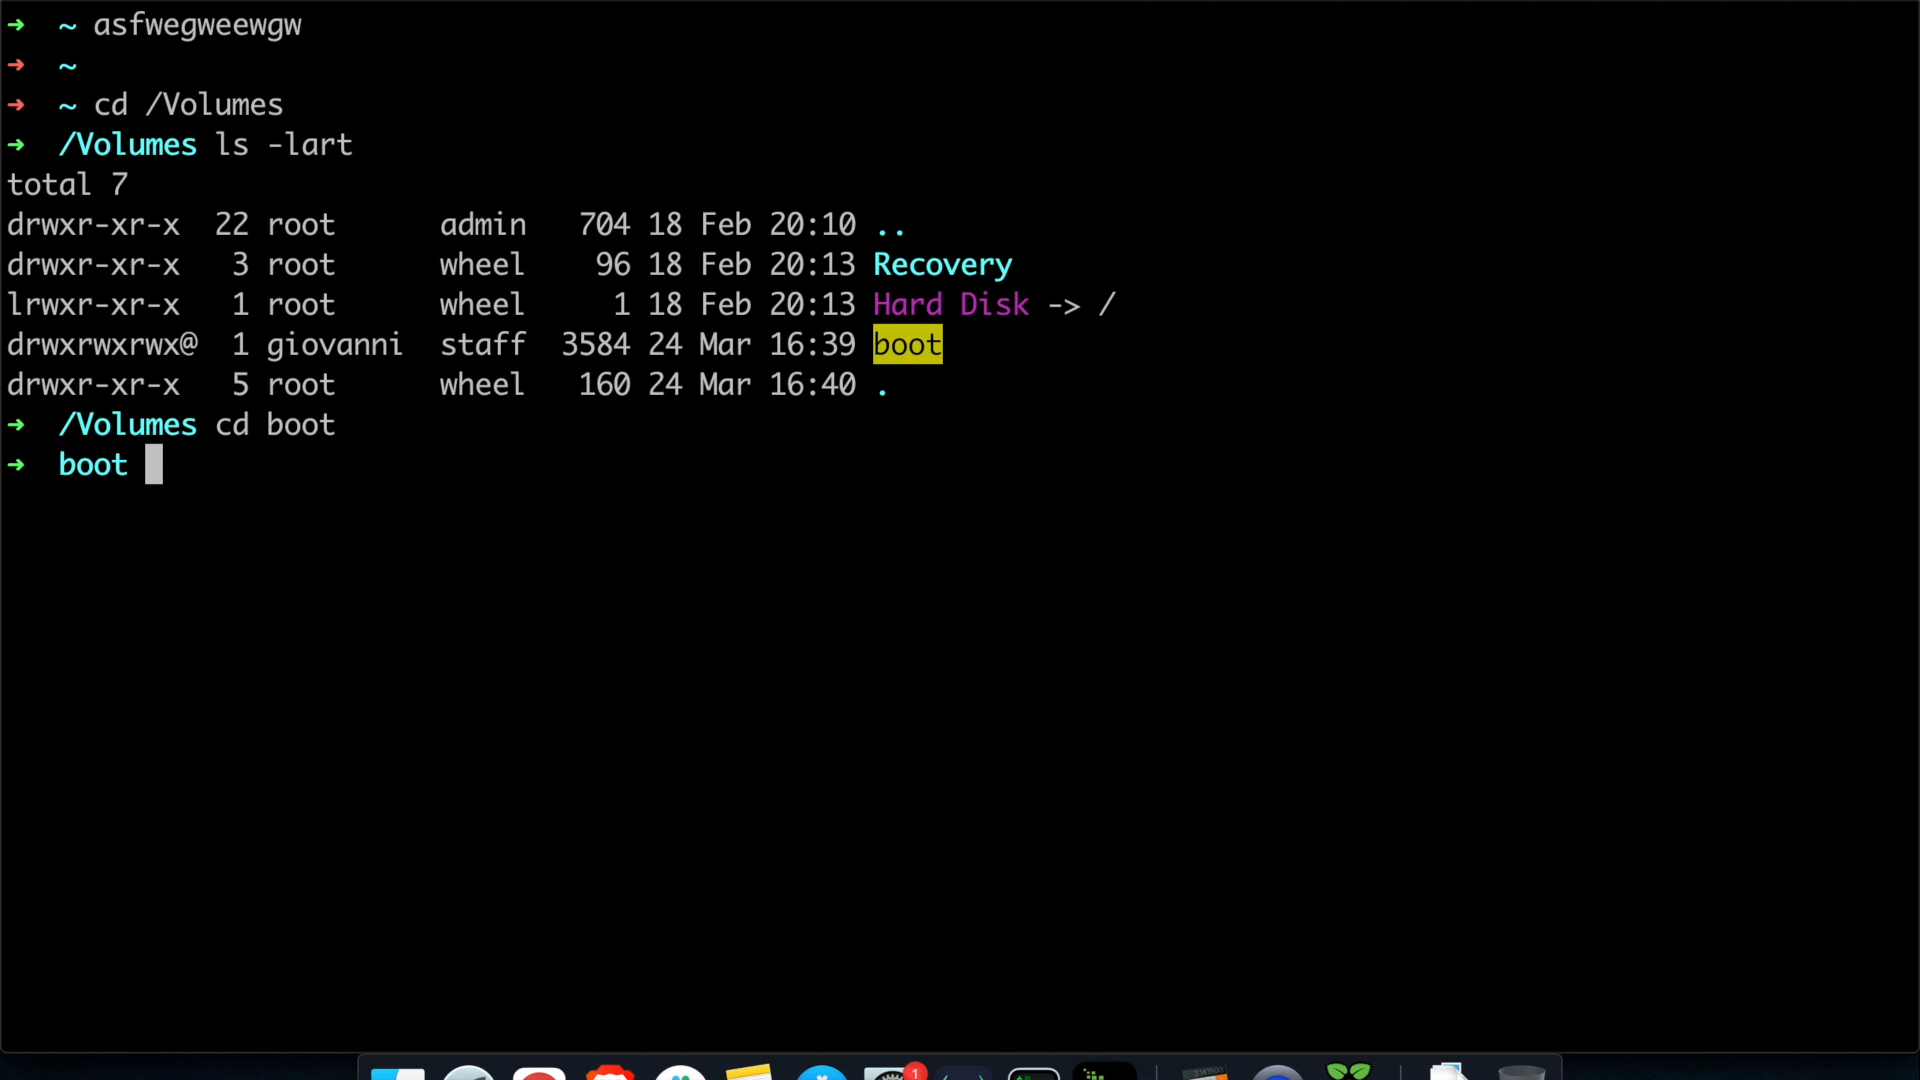 ➜ ~ asfwegweewgw
➜ ~
➜ ~ cd /Volumes
➜ /Volumes ls -lart
total 7
drwxr-xr-x 22 root admin 704 18 Feb 20:10 ..
drwxr-xr-x 3 root wheel 96 18 Feb 20:13 Recovery
lrwxr-xr-x 1 root wheel 1 18 Feb 20:13 Hard Disk -> /
drwxrwxrwx@ 1 giovanni staff 3584 24 Mar 16:39 boot
drwxr-xr-x 5 root wheel 160 24 Mar 16:40 .
➜ /Volumes cd boot
➜ boot
1